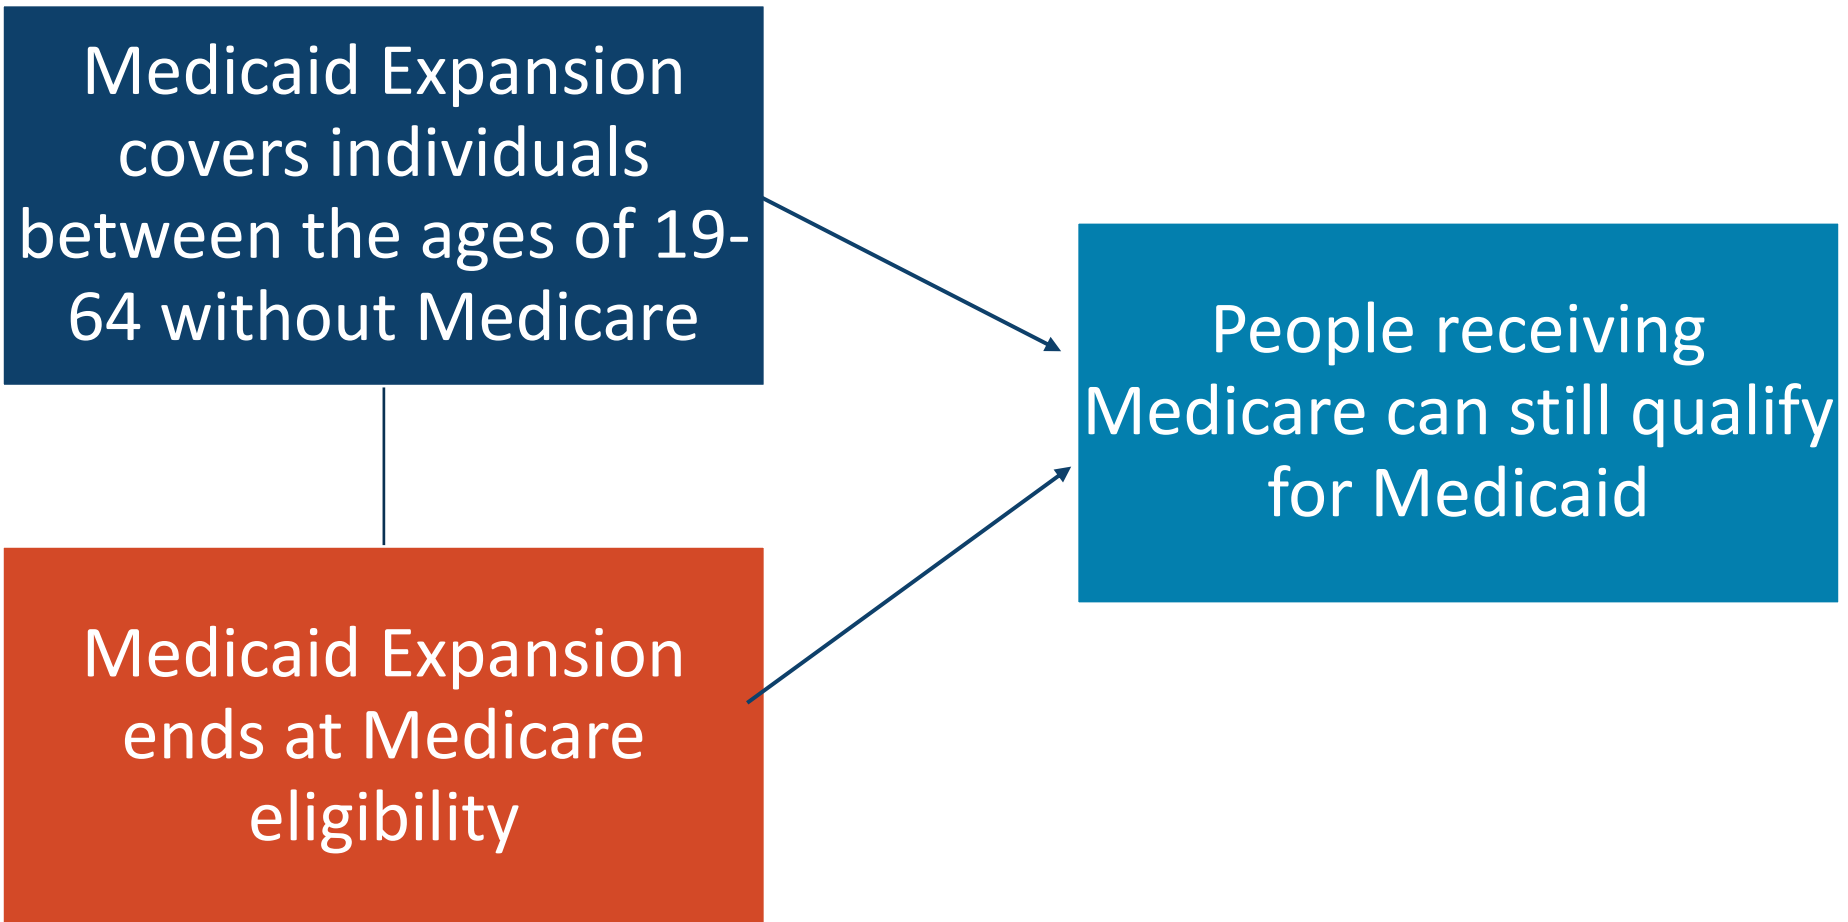 Medicaid Expansion
covers individuals
between the ages of 19-
64 without Medicare
Medicaid Expansion
ends at Medicare
eligibility
People receiving
Medicare can still qualify
for Medicaid